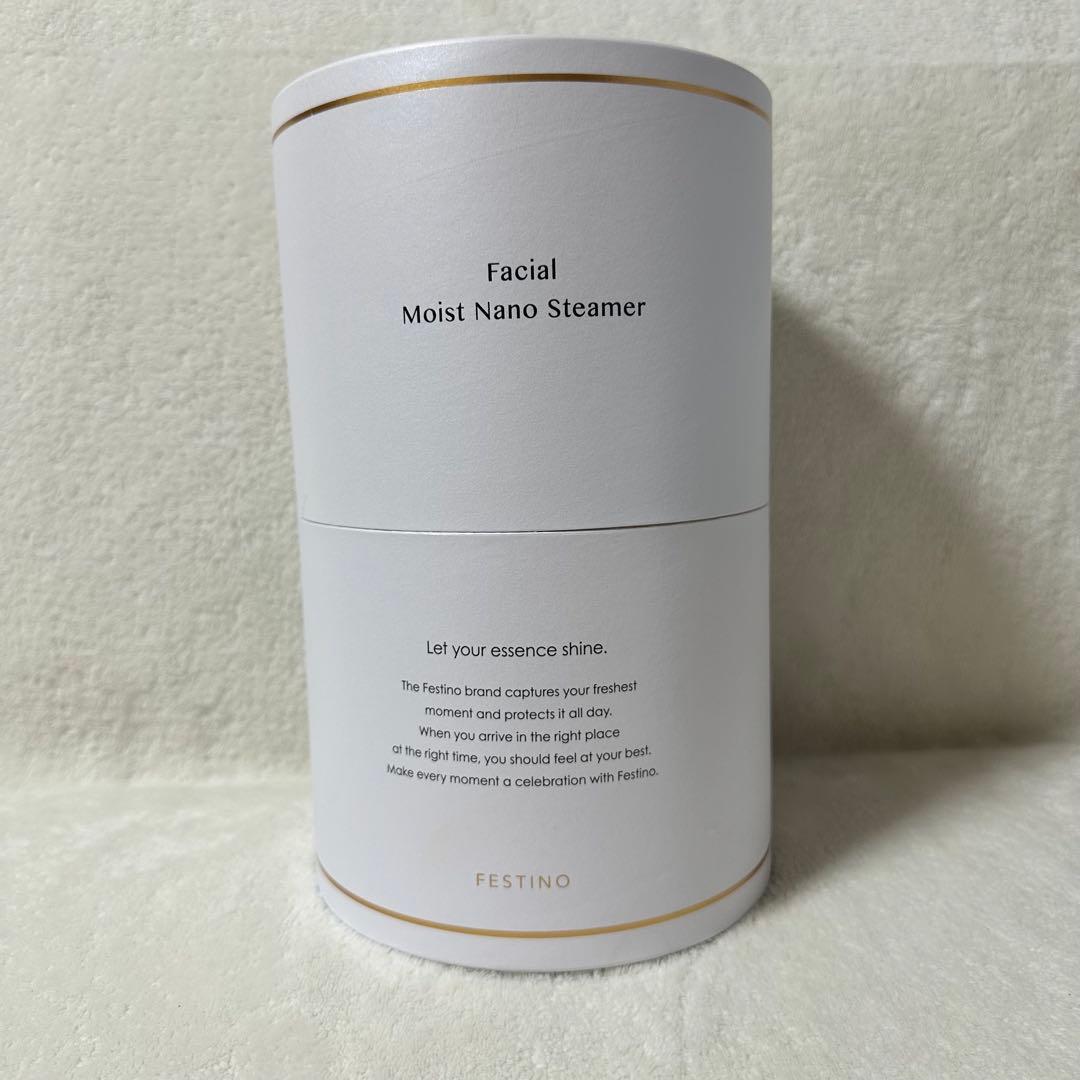 Facial
Moist Nano Steamer
Let your essence shine.
The Festino brand captures your freshest
moment and protects it all day.
When you arrive in the right place
at the right time, you should feel at your best.
Make every moment a celebration with Festino.
FESTINO